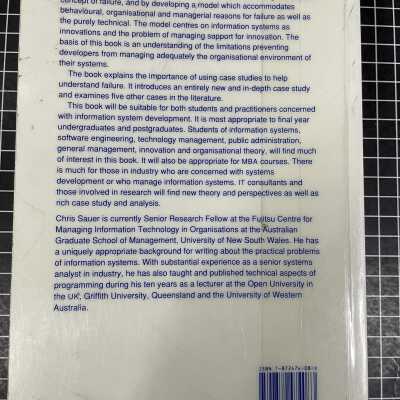 concept of failure, and by developing a model which accommodates
behavioural, organisational and managerial reasons for failure as well as
the purely technical. The model centres on information systems as
innovations and the problem of managing support for innovation. The
basis of this book is an understanding of the limitations preventing
developers from managing adequately the organisational environment of
their systems.
The book explains the importance of using case studies to help
understand failure. It introduces an entirely new and in-depth case study
and examines five other cases in the literature.
This book will be suitable for both students and practitioners concerned
with information system development. It is most appropriate to final year
undergraduates and postgraduates. Students of information systems,
software engineering, technology management, public administration,
general management, innovation and organisational theory, will find much
of interest in this book. It will also be appropriate for MBA courses. There
is much for those in industry who are concerned with systems
development or who manage information systems. IT consultants and
those involved in research will find new theory and perspectives as well as
rich case study and analysis.
Chris Sauer is currently Senior Research Fellow at the Fujitsu Centre for
Managing Information Technology in Organisations at the Australian
Graduate School of Management, University of New South Wales. He has
a uniquely appropriate background for writing about the practical problems
of information systems. With substantial experience as a senior systems
analyst in industry, he has also taught and published technical aspects of
programming during his ten years as a lecturer at the Open University in
the UK, Griffith University, Queensland and the University of Western
Australia.
ISBN